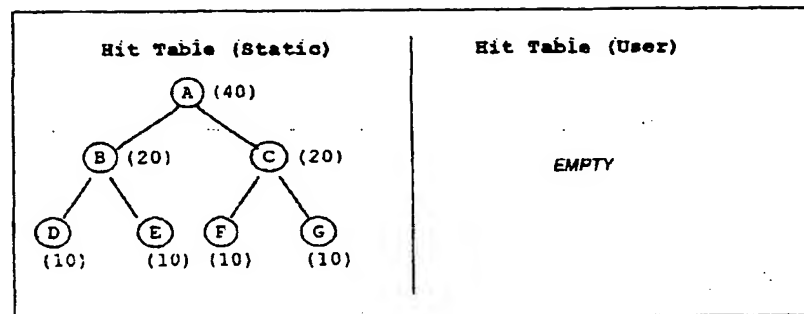 Hit Table (Static)
Hit Table (User)
A (40)
B (20)
C (20)
EMPTY
D
E
F
G
(10)
(10)
(10)
(10)